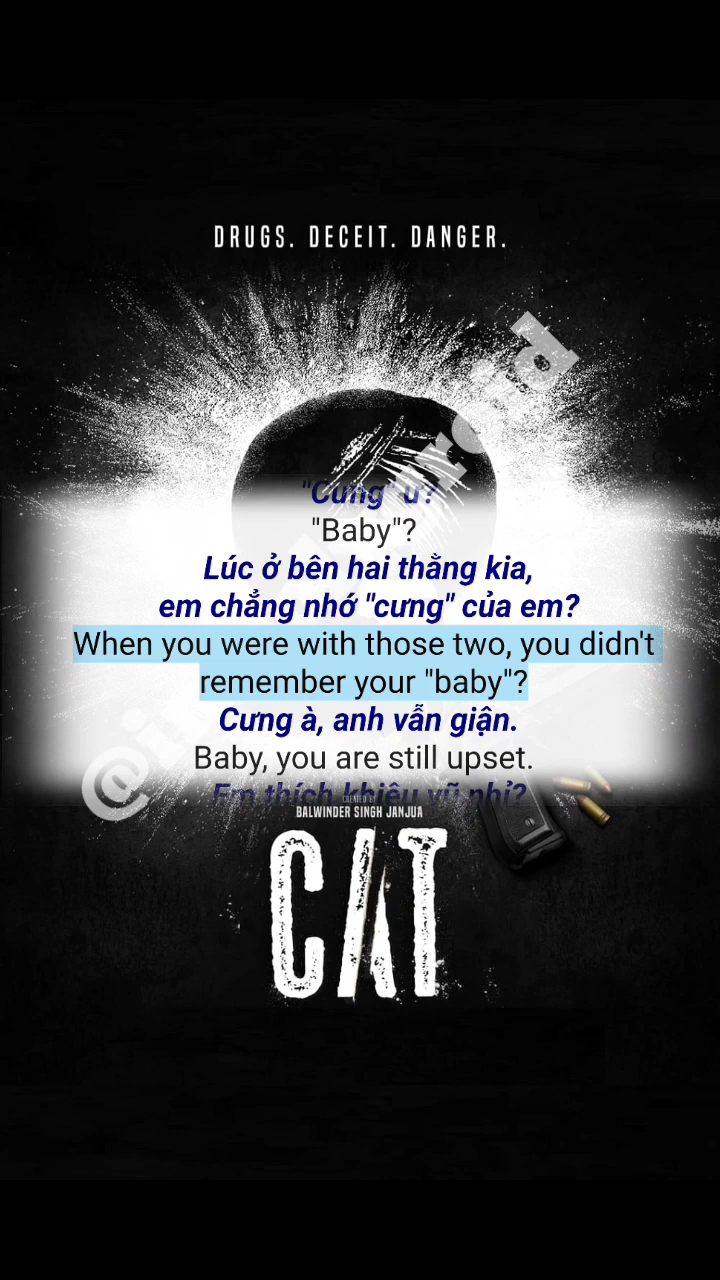 DRUGS. DECEIT. DANGER.
"Cưng" ư?
"Baby"?
Lúc ở bên hai thằng kia,
em chẳng nhớ "cưng" của em?
When you were with those two, you didn't
remember your "baby"?
Cưng à, anh vẫn giận.
Baby, you are still upset.
Em thích khiêu vũ nhỉ?
CREATED BY
BALWINDER SINGH JANJUA
CAT